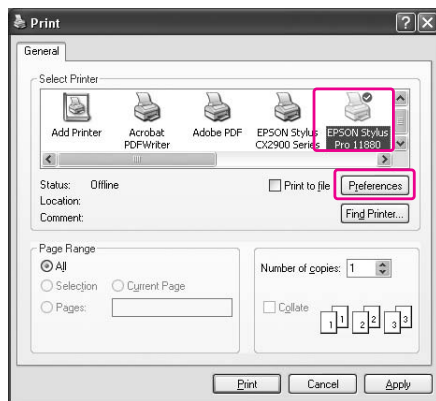 Print
General
Select Printer
Add Printer
Acrobat
PDFWriter
Adobe PDF
EPSON Stylus
CX2900 Series
EPSON Stylus
Pro 11880
Status: Offline
Location:
Comment:
Print to file
Preferences
Find Printer...
Page Range
All
Selection
Current Page
Pages:
Number of copies: 1
Collate
1 1 2 2 3 3
Print Cancel Apply